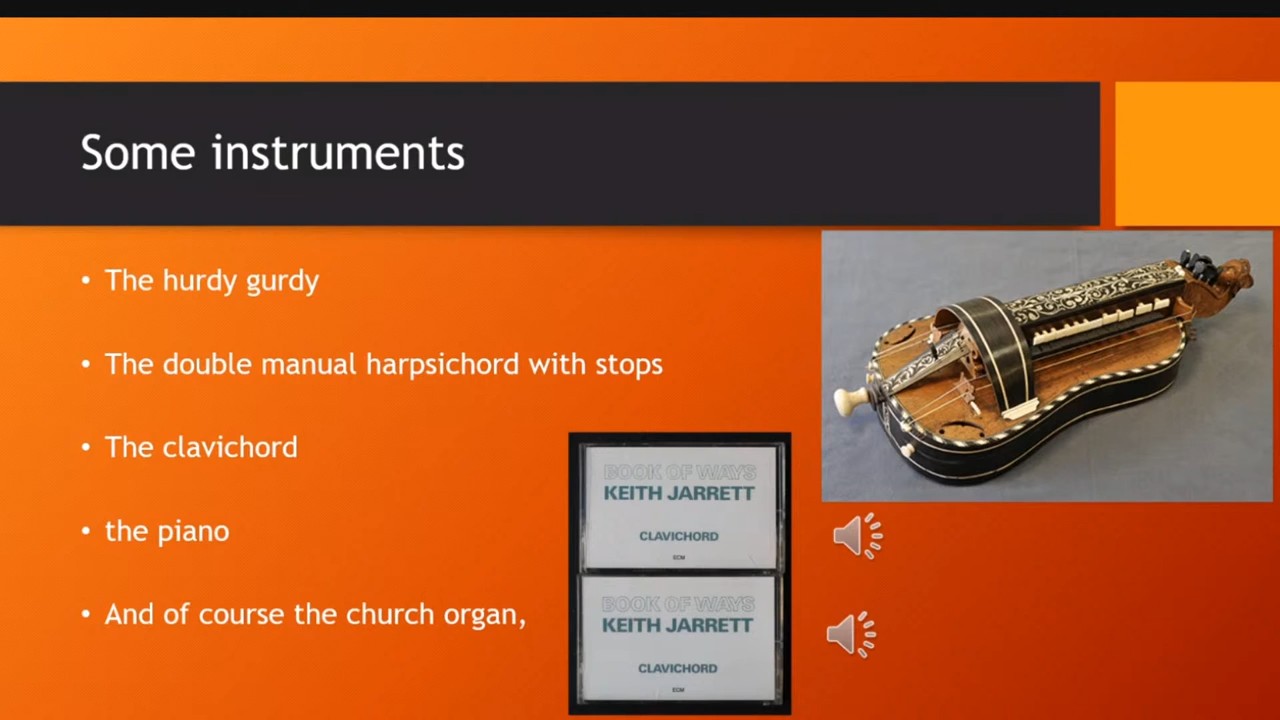 Some instruments
• The hurdy gurdy
• The double manual harpsichord with stops
• The clavichord
• the piano
• And of course the church organ,
BOOK OF WAYS
KEITH JARRETT
CLAVICHORD
ECM
BOOK OF WAYS
KEITH JARRETT
CLAVICHORD
ECM